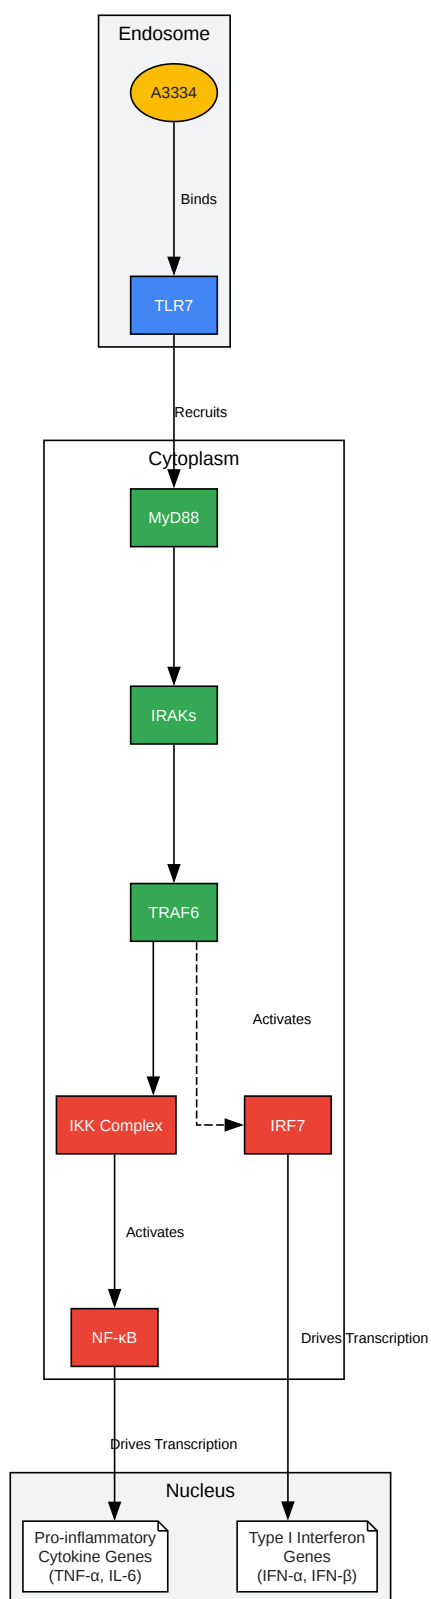 Endosome
A3334
Binds
TLR7
Recruits
Cytoplasm
MyD88
IRAKs
TRAF6
Activates
IKK Complex
IRF7
Activates
NF-κB
Drives Transcription
Drives Transcription
Nucleus
Pro-inflammatory
Cytokine Genes
(TNF-α, IL-6)
Type I Interferon
Genes
(IFN-α, IFN-β)